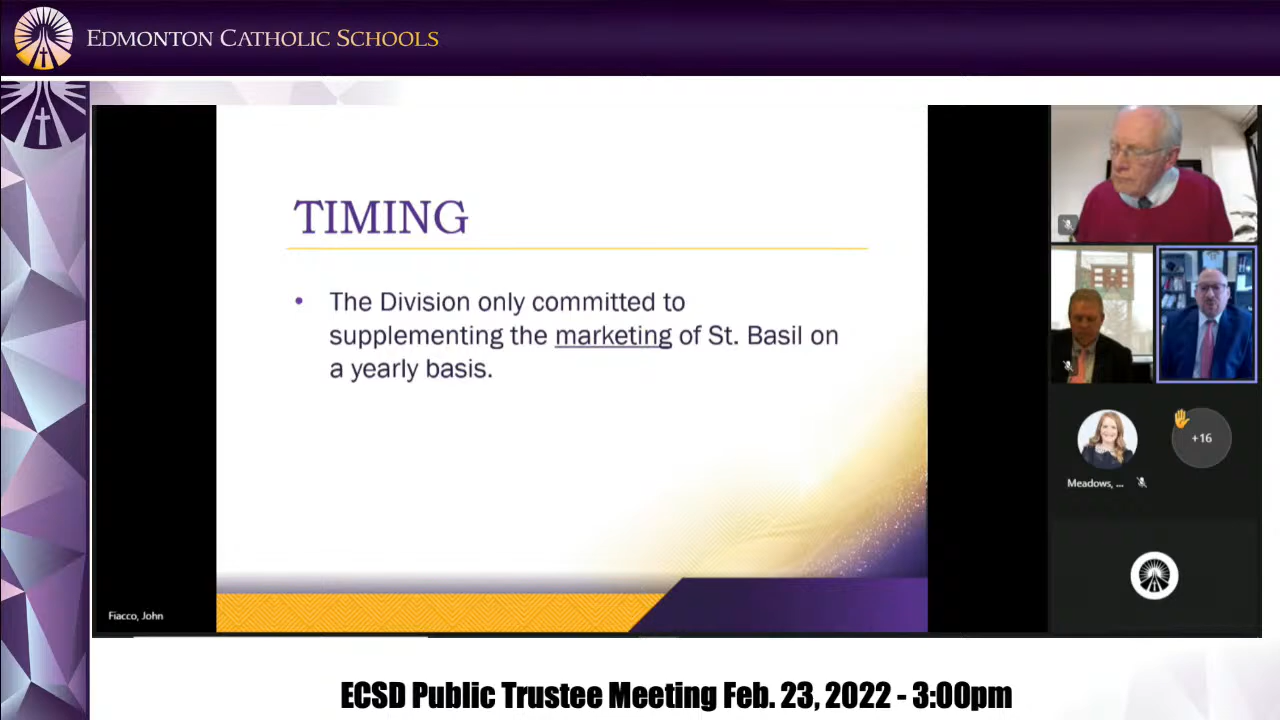 EDMONTON CATHOLIC SCHOOLS
TIMING
• The Division only committed to
supplementing the marketing of St. Basil on
a yearly basis.
Fiacco, John
+16
Meadows, ...
ECSD Public Trustee Meeting Feb. 23, 2022 - 3:00pm